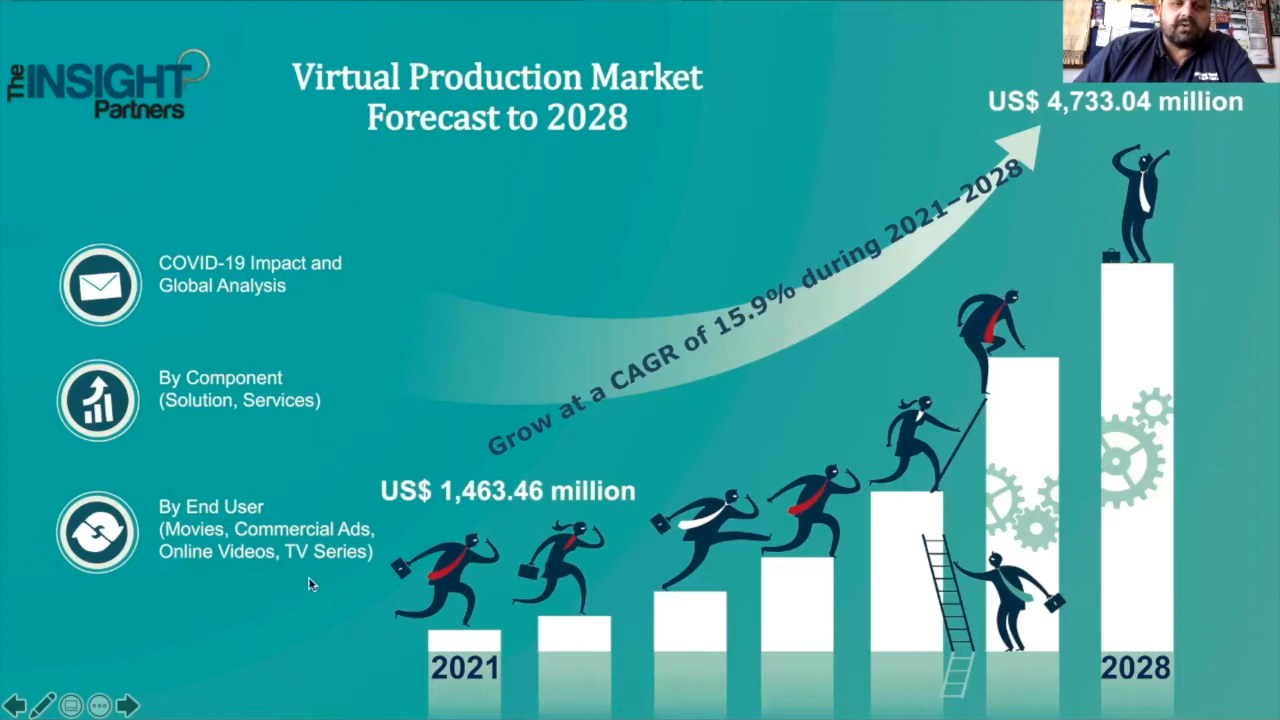 The
INSIGHT
Partners
Virtual Production Market
Forecast to 2028
US$ 4,733.04 million
Grow at a CAGR of 15.9% during 2021–2028
COVID-19 Impact and
Global Analysis
By Component
(Solution, Services)
By End User
(Movies, Commercial Ads,
Online Videos, TV Series)
US$ 1,463.46 million
2021
2028